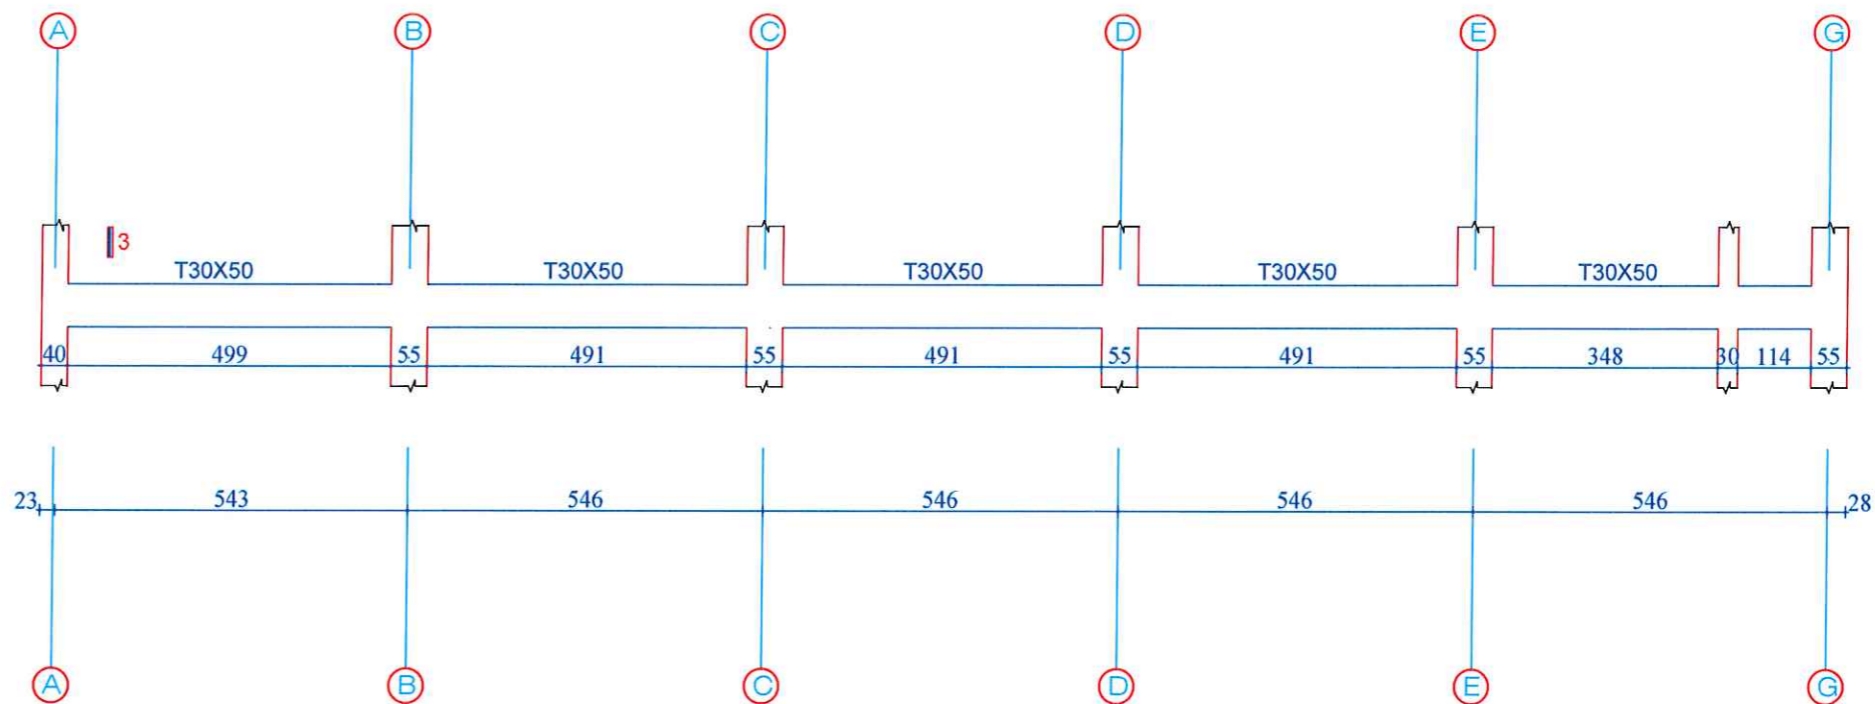 A B C D E G
3
T30X50 T30X50 T30X50 T30X50 T30X50
40 499 55 491 55 491 55 491 55 348 30 114 55
23 543 546 546 546 546 28
A B C D E G